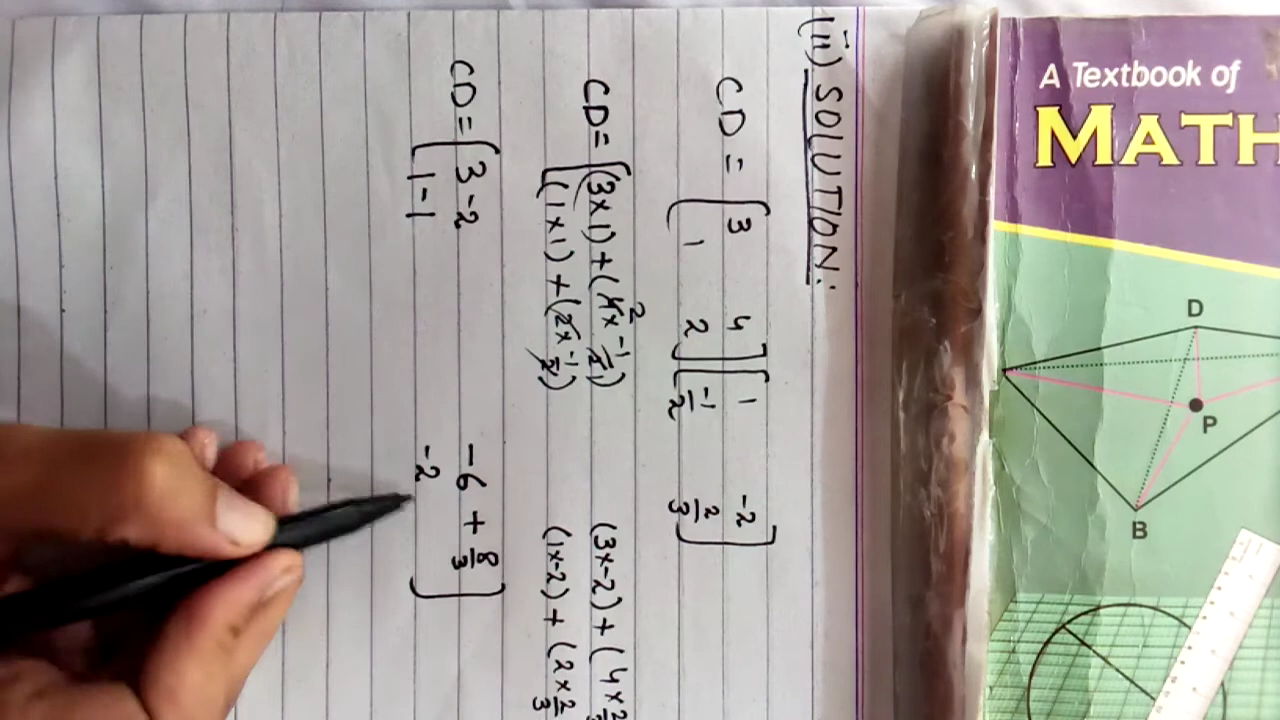 (ii) SOLUTION:
CD = [ 3 4 ] [ 1 -2 ]
1 2 -1/2 2/3
CD = [ (3×1)+(4×-1/2) (3×-2)+(4×2/
2
(1×1)+(2×-1/2) (1×-2)+(2×2/3
CD = [ 3-2 -6+8/3 ]
1-1 -2
A Textbook of
MATH
D
P
B